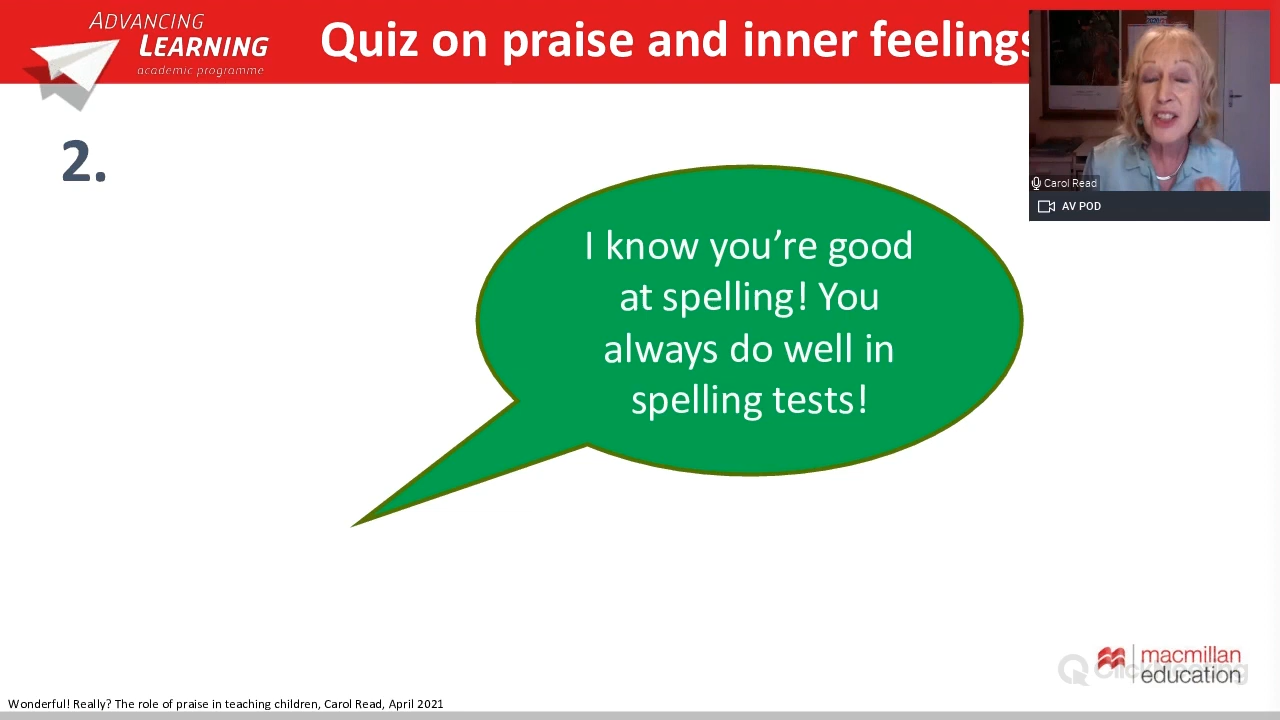 ADVANCING
LEARNING
academic programme
Quiz on praise and inner feelings
Carol Read
AV POD
2.
I know you’re good
at spelling! You
always do well in
spelling tests!
macmillan
education
ClickMeeting
Wonderful! Really? The role of praise in teaching children, Carol Read, April 2021